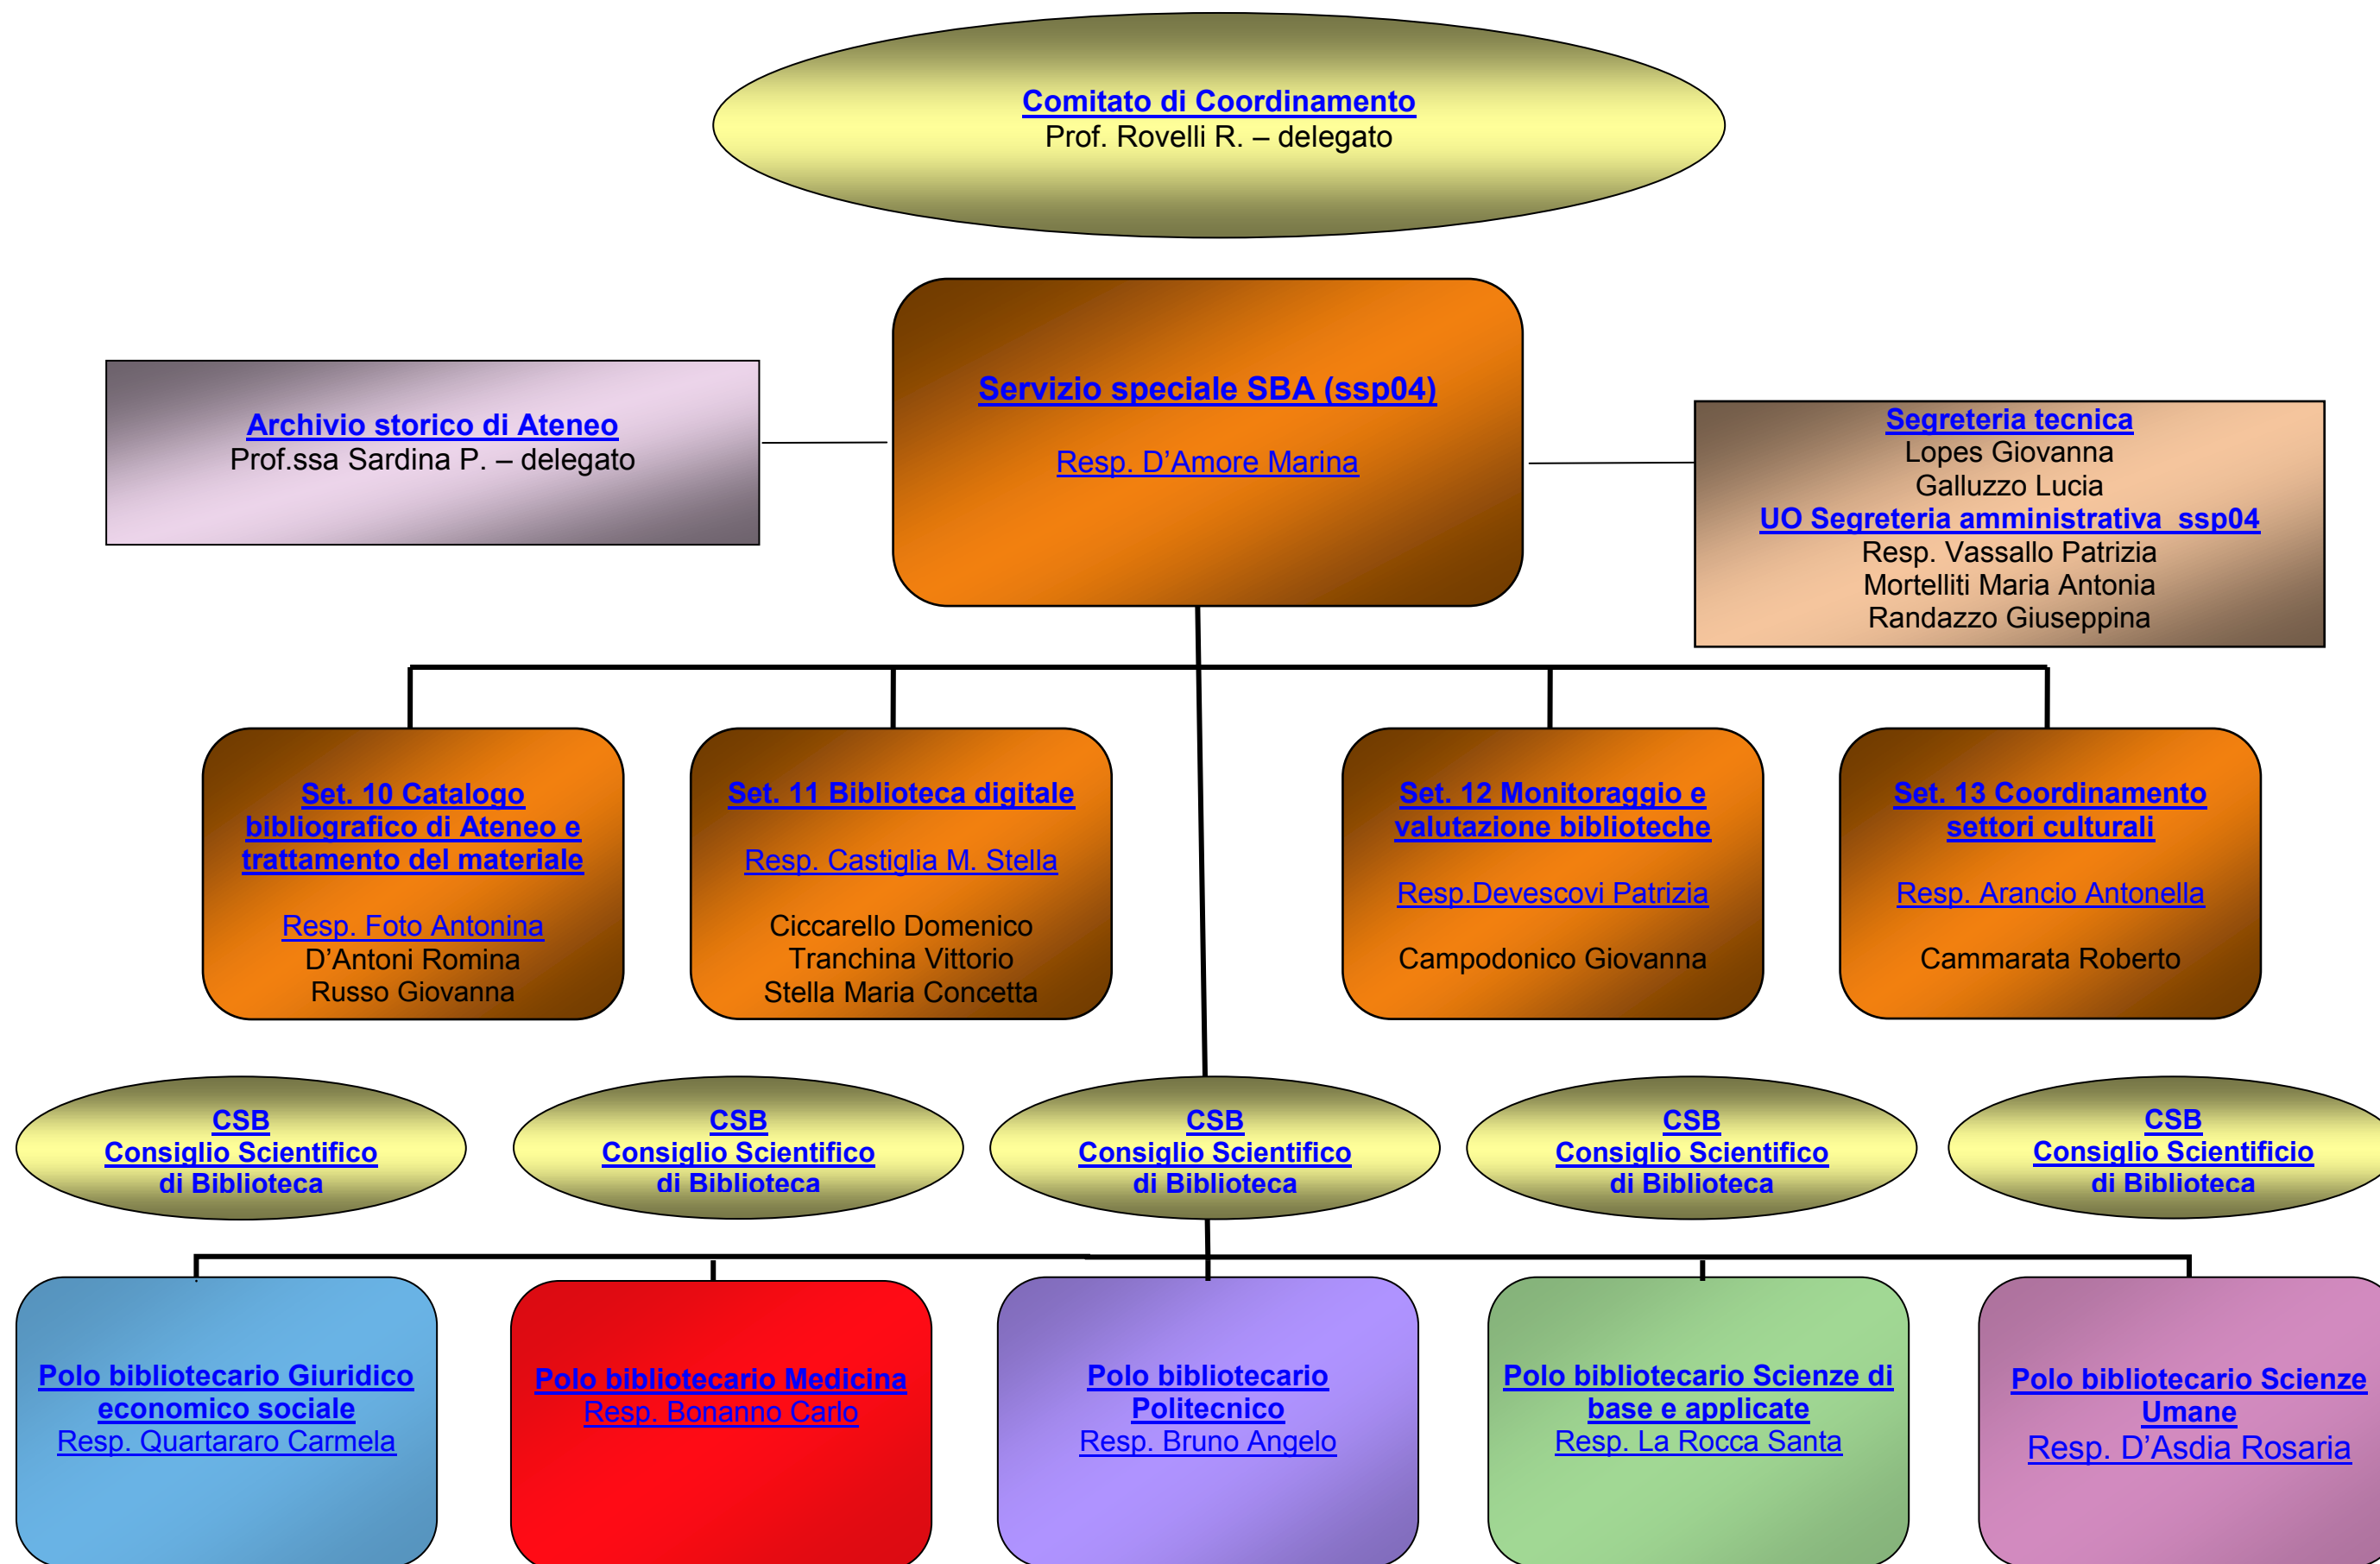 Comitato di Coordinamento
Prof. Rovelli R. – delegato
Servizio speciale SBA (ssp04)
Resp. D'Amore Marina
Archivio storico di Ateneo
Prof.ssa Sardina P. – delegato
Segreteria tecnica
Lopes Giovanna
Galluzzo Lucia
UO Segreteria amministrativa  ssp04
Resp. Vassallo Patrizia
Mortelliti Maria Antonia
Randazzo Giuseppina
Set. 10 Catalogo
bibliografico di Ateneo e
trattamento del materiale
Resp. Foto Antonina
D'Antoni Romina
Russo Giovanna
Set. 11 Biblioteca digitale
Resp. Castiglia M. Stella
Ciccarello Domenico
Tranchina Vittorio
Stella Maria Concetta
Set. 12 Monitoraggio e
valutazione biblioteche
Resp.Devescovi Patrizia
Campodonico Giovanna
Set. 13 Coordinamento
settori culturali
Resp. Arancio Antonella
Cammarata Roberto
CSB
Consiglio Scientifico
di Biblioteca
CSB
Consiglio Scientifico
di Biblioteca
CSB
Consiglio Scientifico
di Biblioteca
CSB
Consiglio Scientifico
di Biblioteca
CSB
Consiglio Scientificio
di Biblioteca
Polo bibliotecario Giuridico
economico sociale
Resp. Quartararo Carmela
Polo bibliotecario Medicina
Resp. Bonanno Carlo
Polo bibliotecario
Politecnico
Resp. Bruno Angelo
Polo bibliotecario Scienze di
base e applicate
Resp. La Rocca Santa
Polo bibliotecario Scienze
Umane
Resp. D'Asdia Rosaria